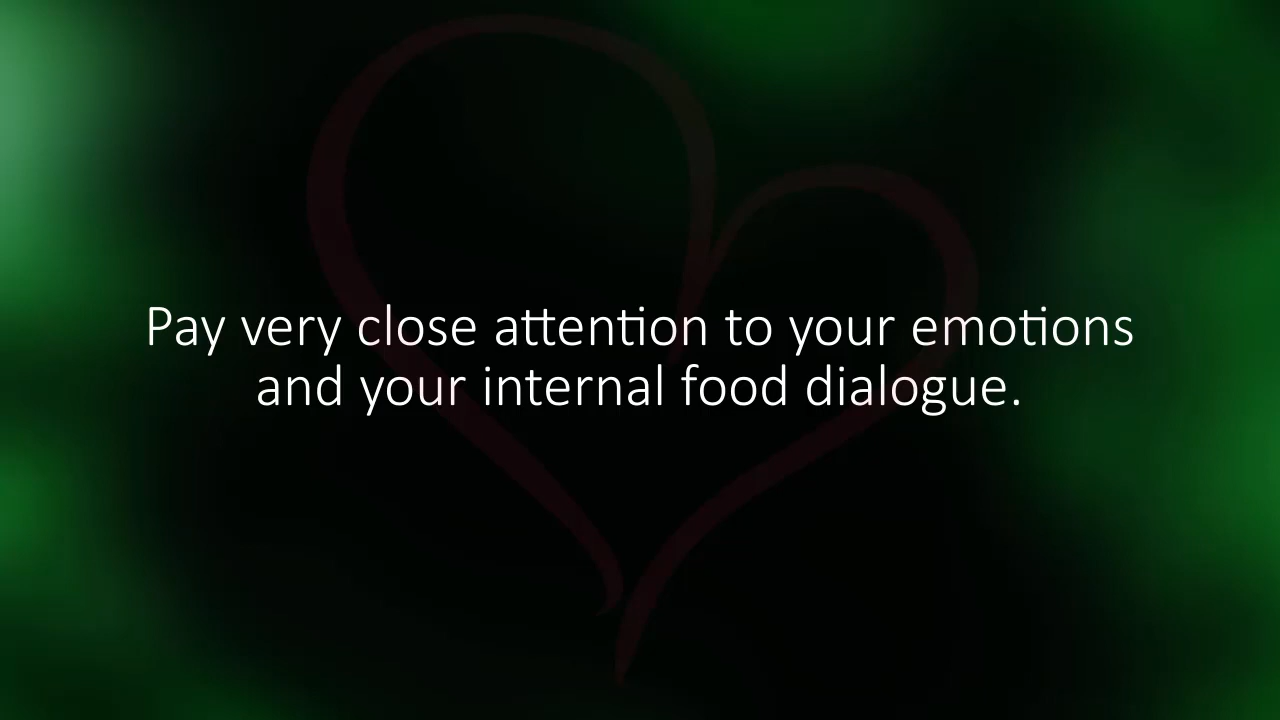 Pay very close attention to your emotions
and your internal food dialogue.